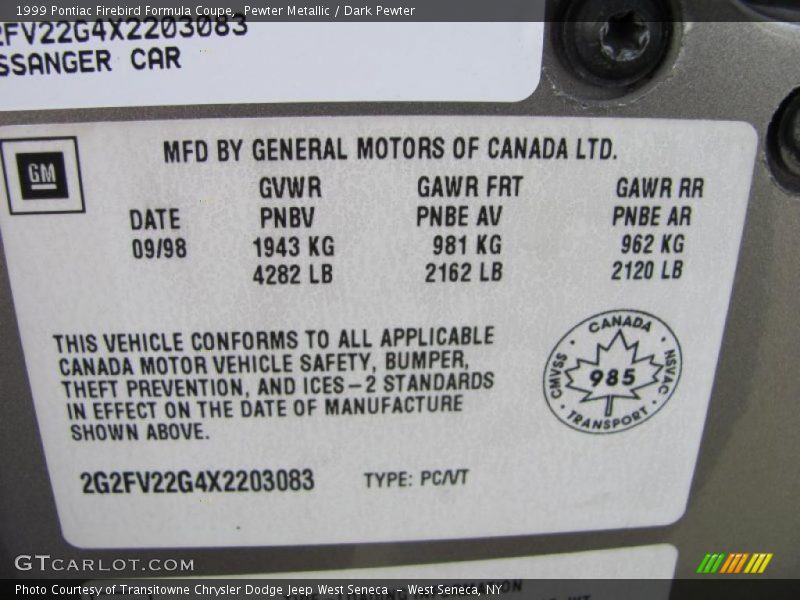 1999 Pontiac Firebird Formula Coupe, Pewter Metallic / Dark Pewter
2FV22G4X2203083
SSANGER CAR
GM
MFD BY GENERAL MOTORS OF CANADA LTD.
GVWR GAWR FRT GAWR RR
DATE PNBV PNBE AV PNBE AR
09/98 1943 KG 981 KG 962 KG
4282 LB 2162 LB 2120 LB
THIS VEHICLE CONFORMS TO ALL APPLICABLE
CANADA MOTOR VEHICLE SAFETY, BUMPER,
THEFT PREVENTION, AND ICES-2 STANDARDS
IN EFFECT ON THE DATE OF MANUFACTURE
SHOWN ABOVE.
CANADA
CMVSS 985 NSVAC
TRANSPORT
2G2FV22G4X2203083 TYPE: PC/VT
GTCARLOT.COM
Photo Courtesy of Transitowne Chrysler Dodge Jeep West Seneca - West Seneca, NY